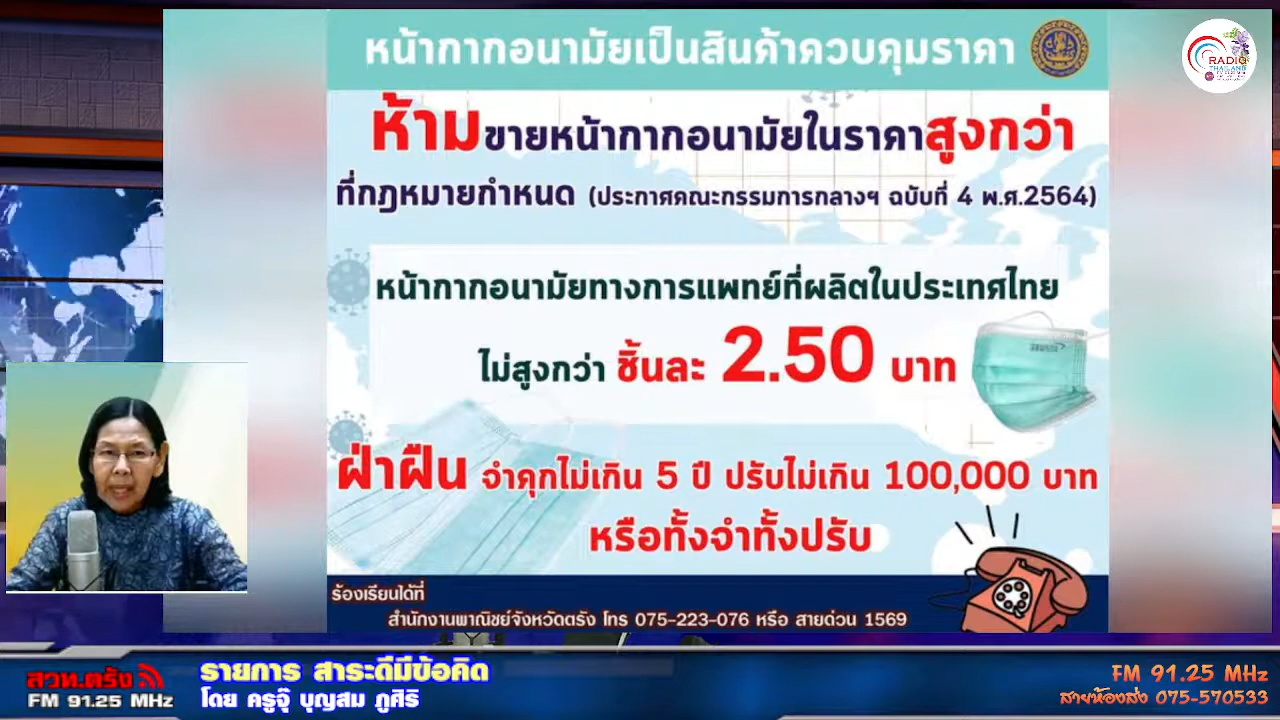 หน้ากากอนามัยเป็นสินค้าควบคุมราคา
RADIO
THAILAND
ห้ามขายหน้ากากอนามัยในราคาสูงกว่า
ที่กฎหมายกำหนด (ประกาศคณะกรรมการกลางฯ ฉบับที่ 4 พ.ศ.2564)
หน้ากากอนามัยทางการแพทย์ที่ผลิตในประเทศไทย
ไม่สูงกว่า ชิ้นละ 2.50 บาท
ฝ่าฝืน จำคุกไม่เกิน 5 ปี ปรับไม่เกิน 100,000 บาท
หรือทั้งจำทั้งปรับ
ร้องเรียนได้ที่
สำนักงานพาณิชย์จังหวัดตรัง โทร 075-223-076 หรือ สายด่วน 1569
สวท.ตรัง
FM 91.25 MHz
รายการ สาระดีมีข้อคิด
โดย ครูจุ๊ บุญสม ภูศิริ
FM 91.25 MHz
สายห้องส่ง 075-570533